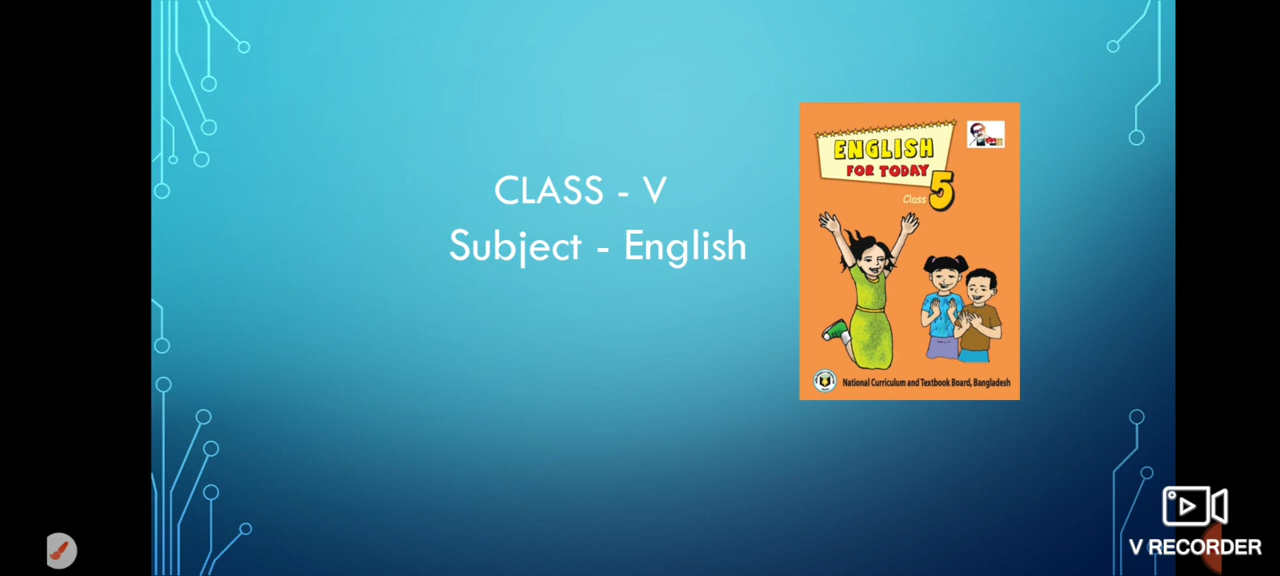 CLASS - V
Subject - English
ENGLISH
FOR TODAY
Class 5
National Curriculum and Textbook Board, Bangladesh
V RECORDER